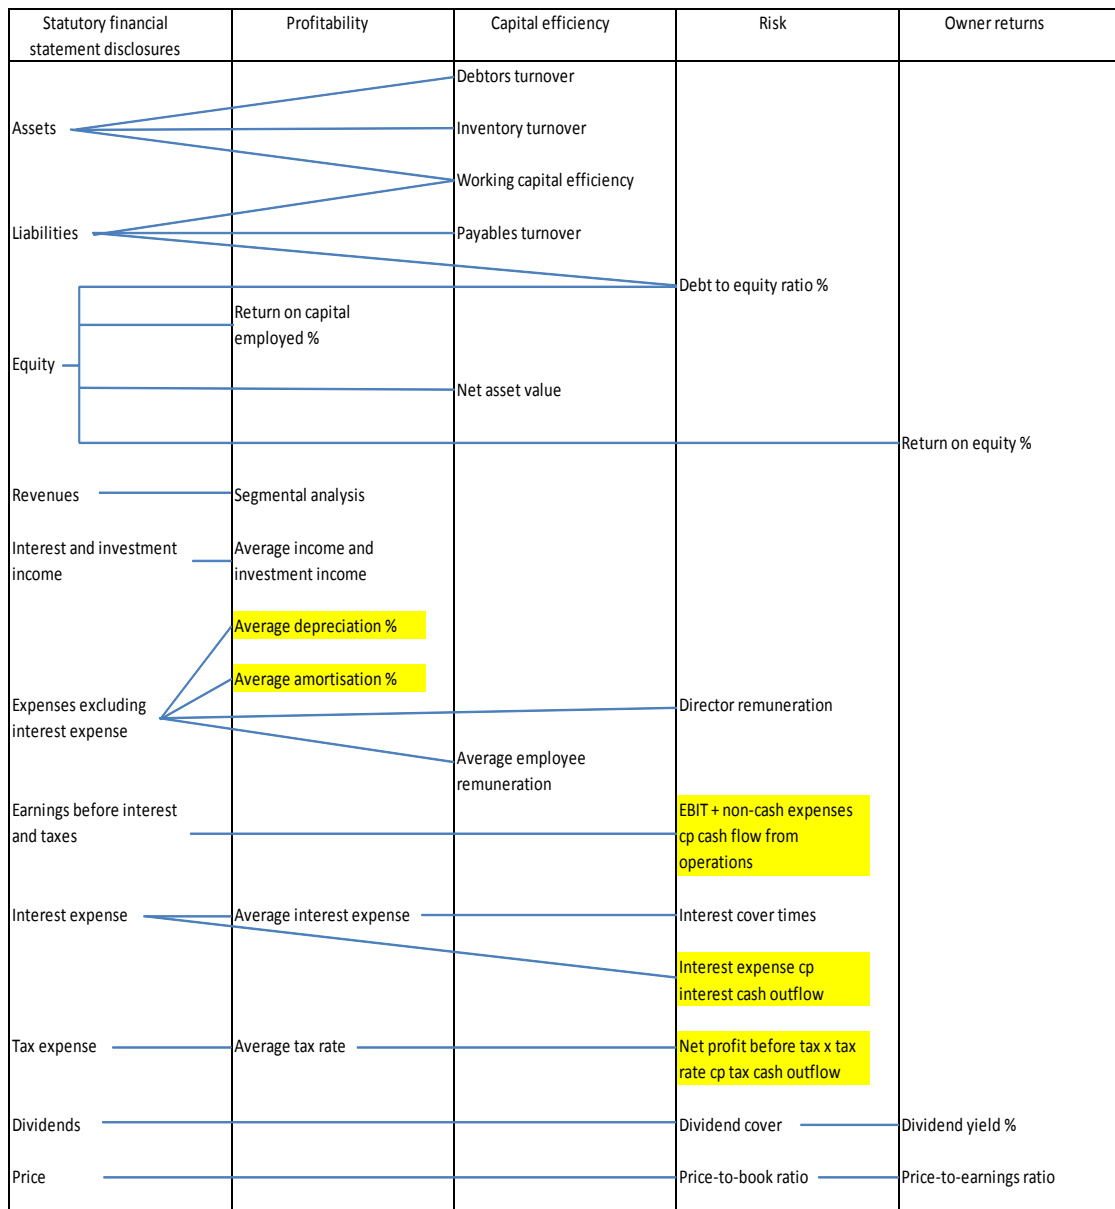 Statutory financial
statement disclosures
Profitability
Capital efficiency
Risk
Owner returns
Debtors turnover
Assets
Inventory turnover
Working capital efficiency
Liabilities
Payables turnover
Debt to equity ratio %
Return on capital
employed %
Equity
Net asset value
Return on equity %
Revenues
Segmental analysis
Interest and investment
income
Average income and
investment income
Average depreciation %
Average amortisation %
Expenses excluding
interest expense
Director remuneration
Average employee
remuneration
Earnings before interest
and taxes
EBIT + non-cash expenses
cp cash flow from
operations
Interest expense
Average interest expense
Interest cover times
Interest expense cp
interest cash outflow
Tax expense
Average tax rate
Net profit before tax x tax
rate cp tax cash outflow
Dividends
Dividend cover
Dividend yield %
Price
Price-to-book ratio
Price-to-earnings ratio